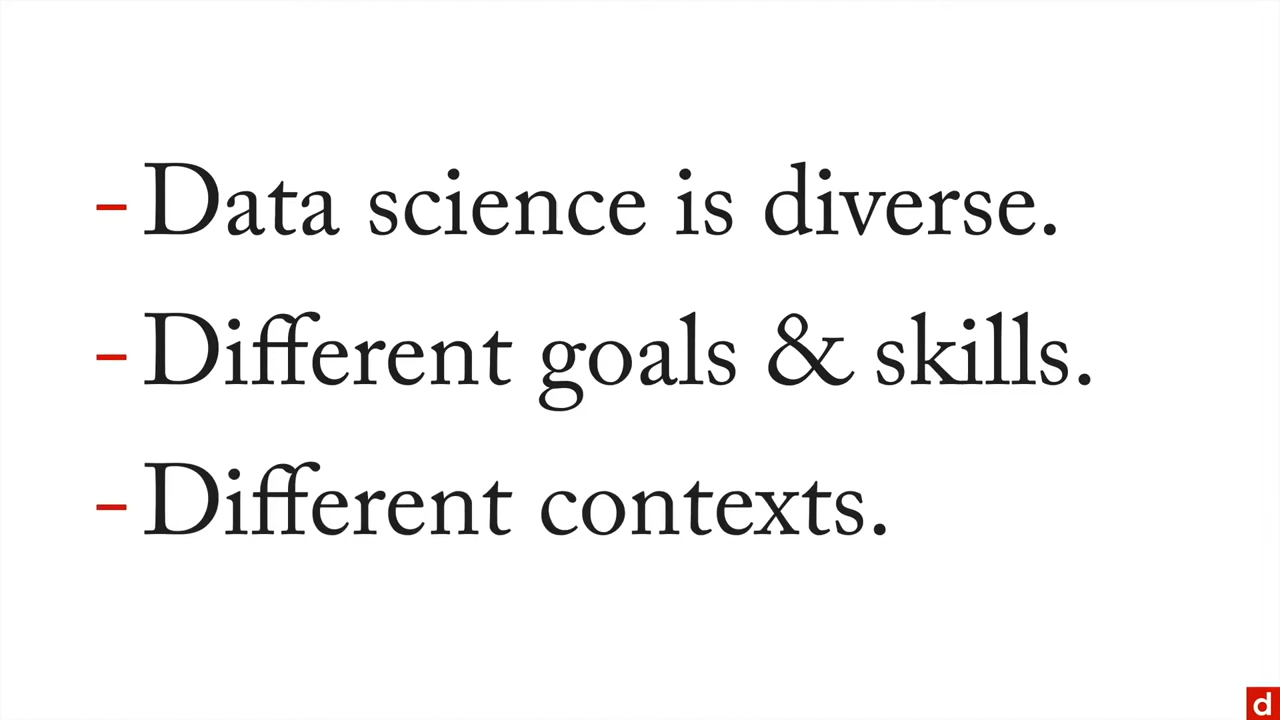 - Data science is diverse.
- Different goals & skills.
- Different contexts.
d